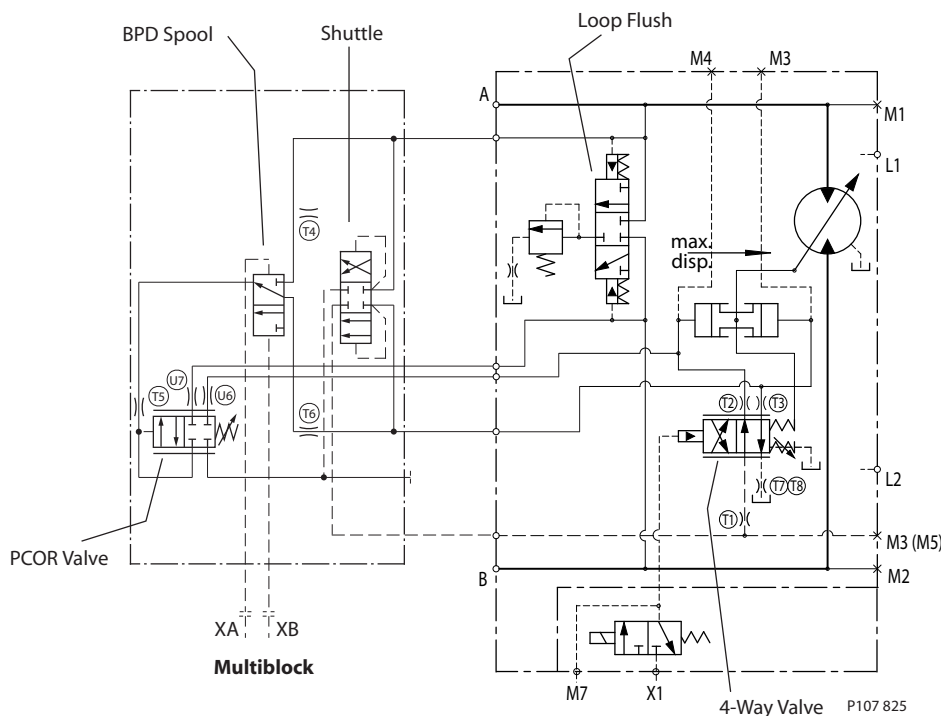 Loop Flush
BPD Spool
Shuttle
M4
M3
A
M1
L1
T4
max.
disp.
U7
T5
U6
T6
T2
T3
L2
T7
T8
T1
PCOR Valve
M3 (M5)
B
M2
XA
XB
Multiblock
M7
X1
4-Way Valve
P107 825